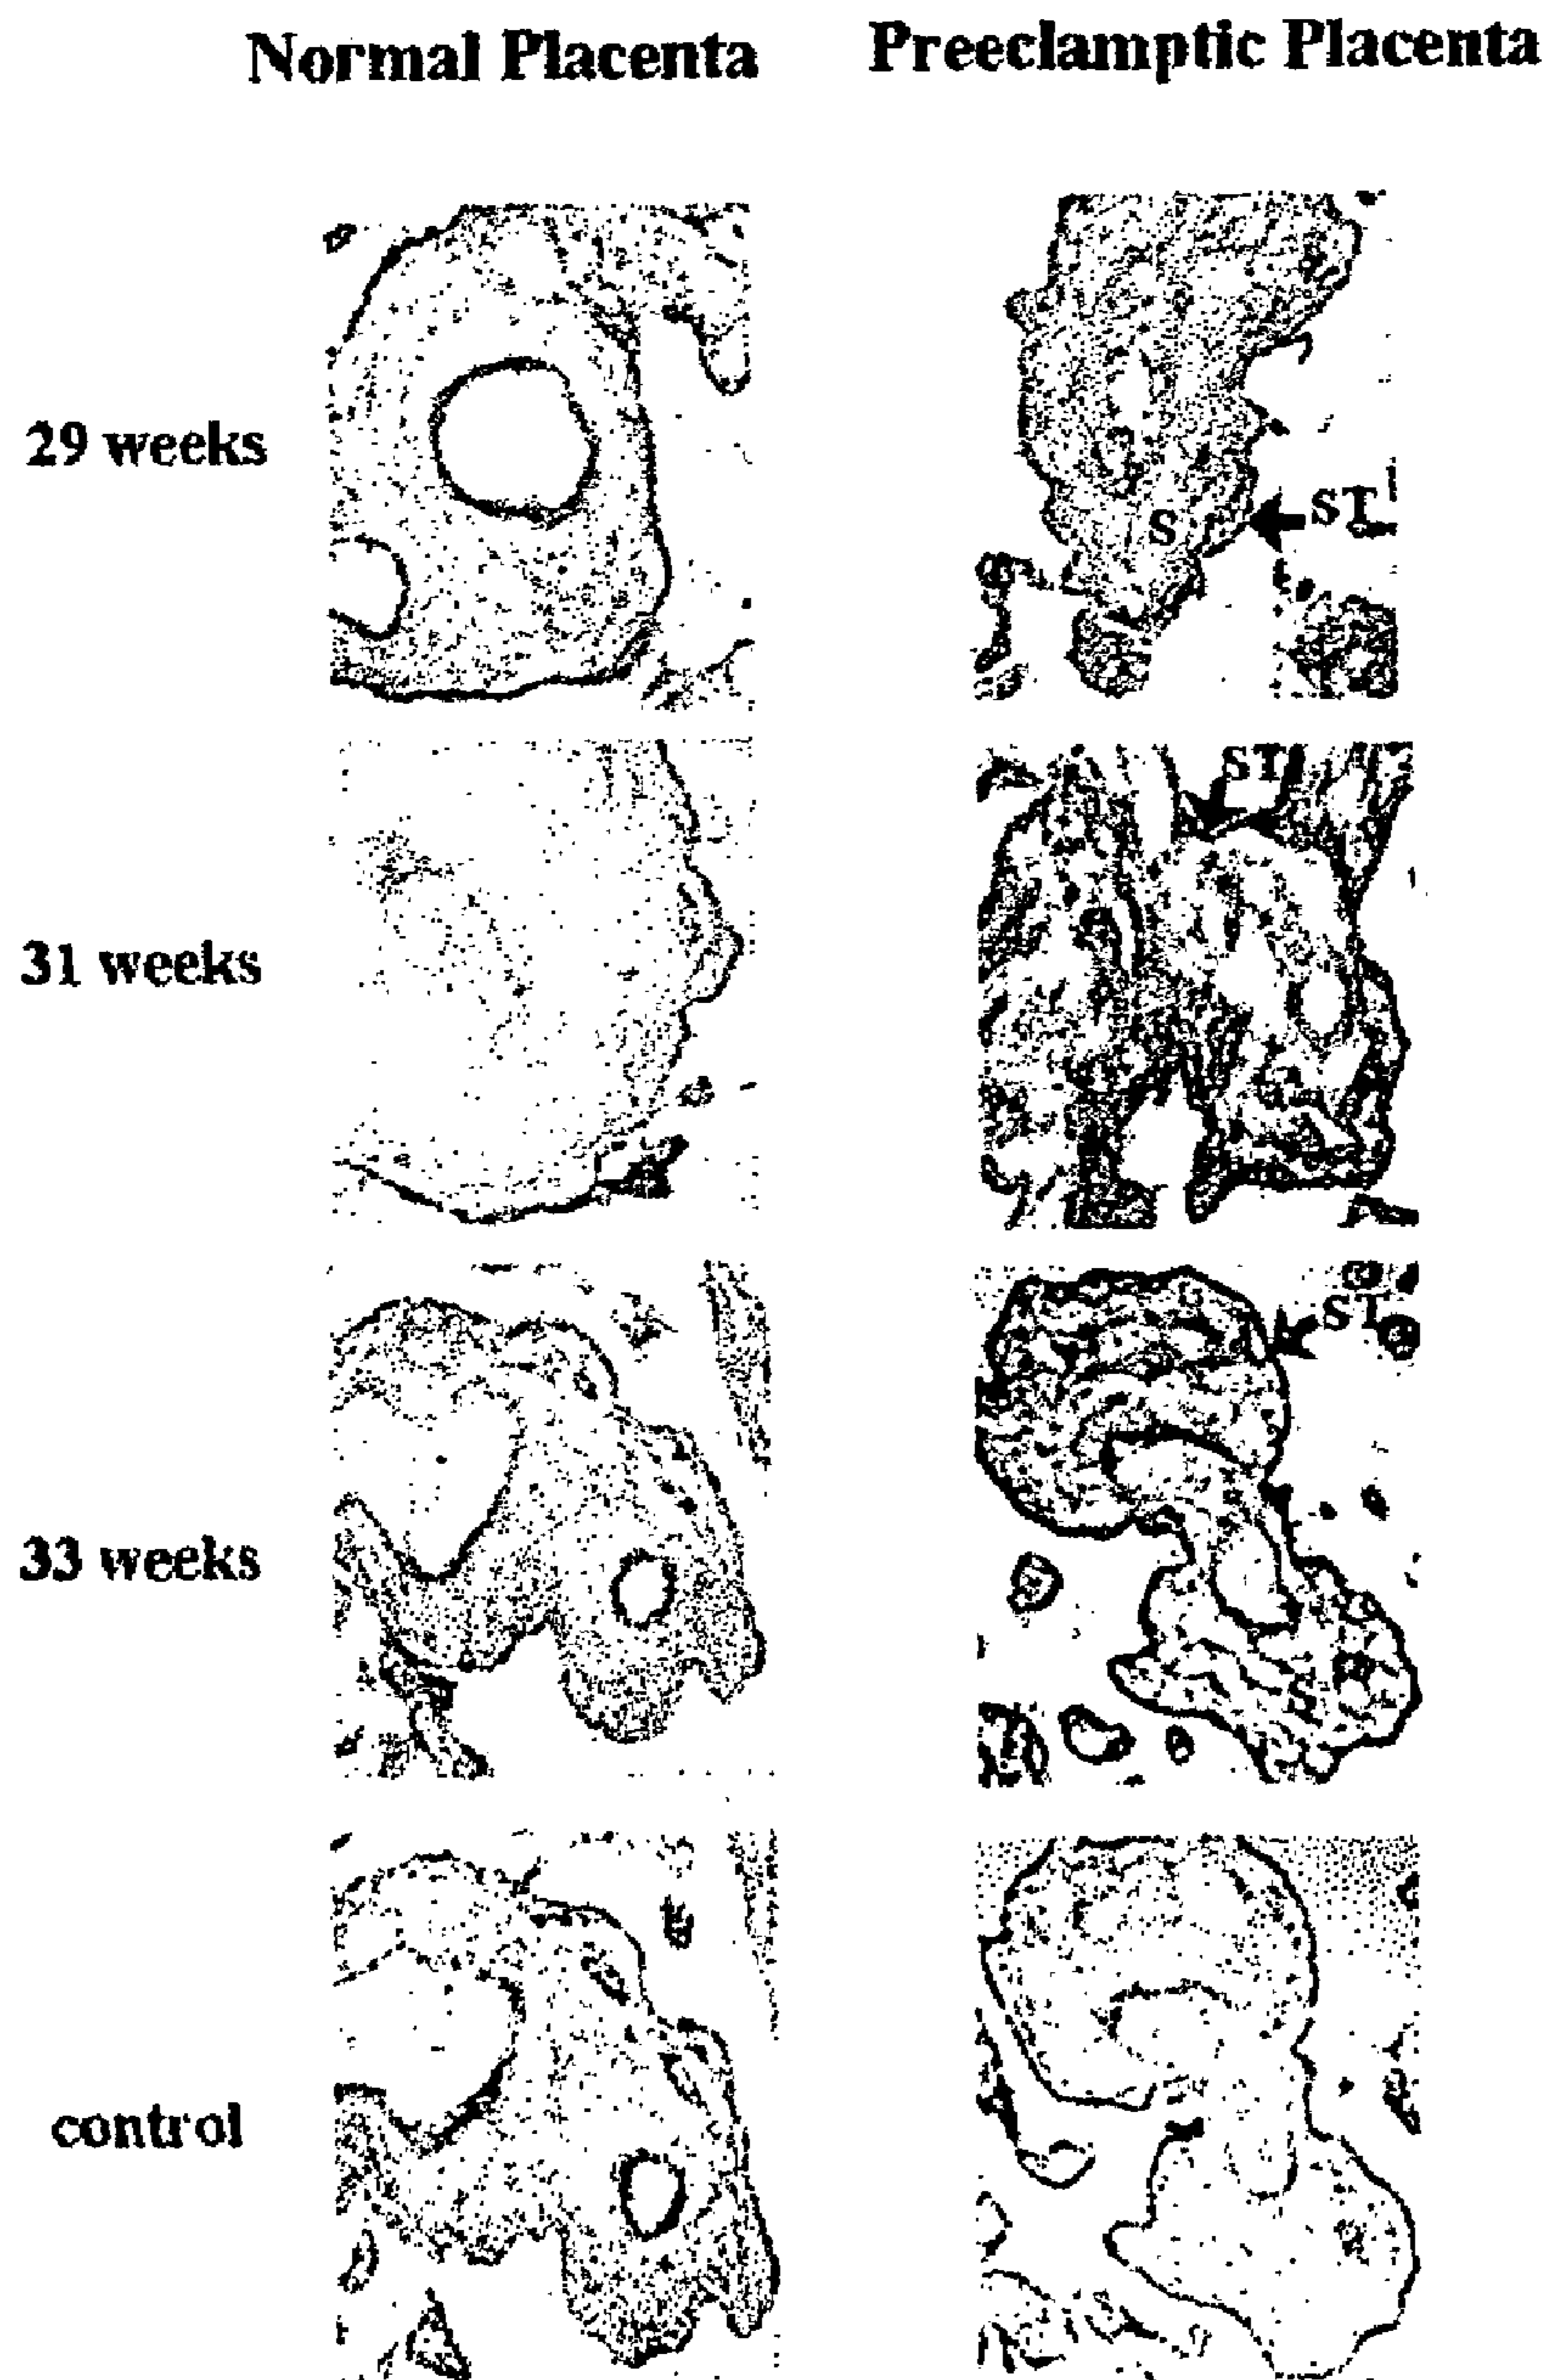 Normal Placenta Preeclamptic Placenta
29 weeks
S
ST
31 weeks
ST
S
33 weeks
ST
S
control